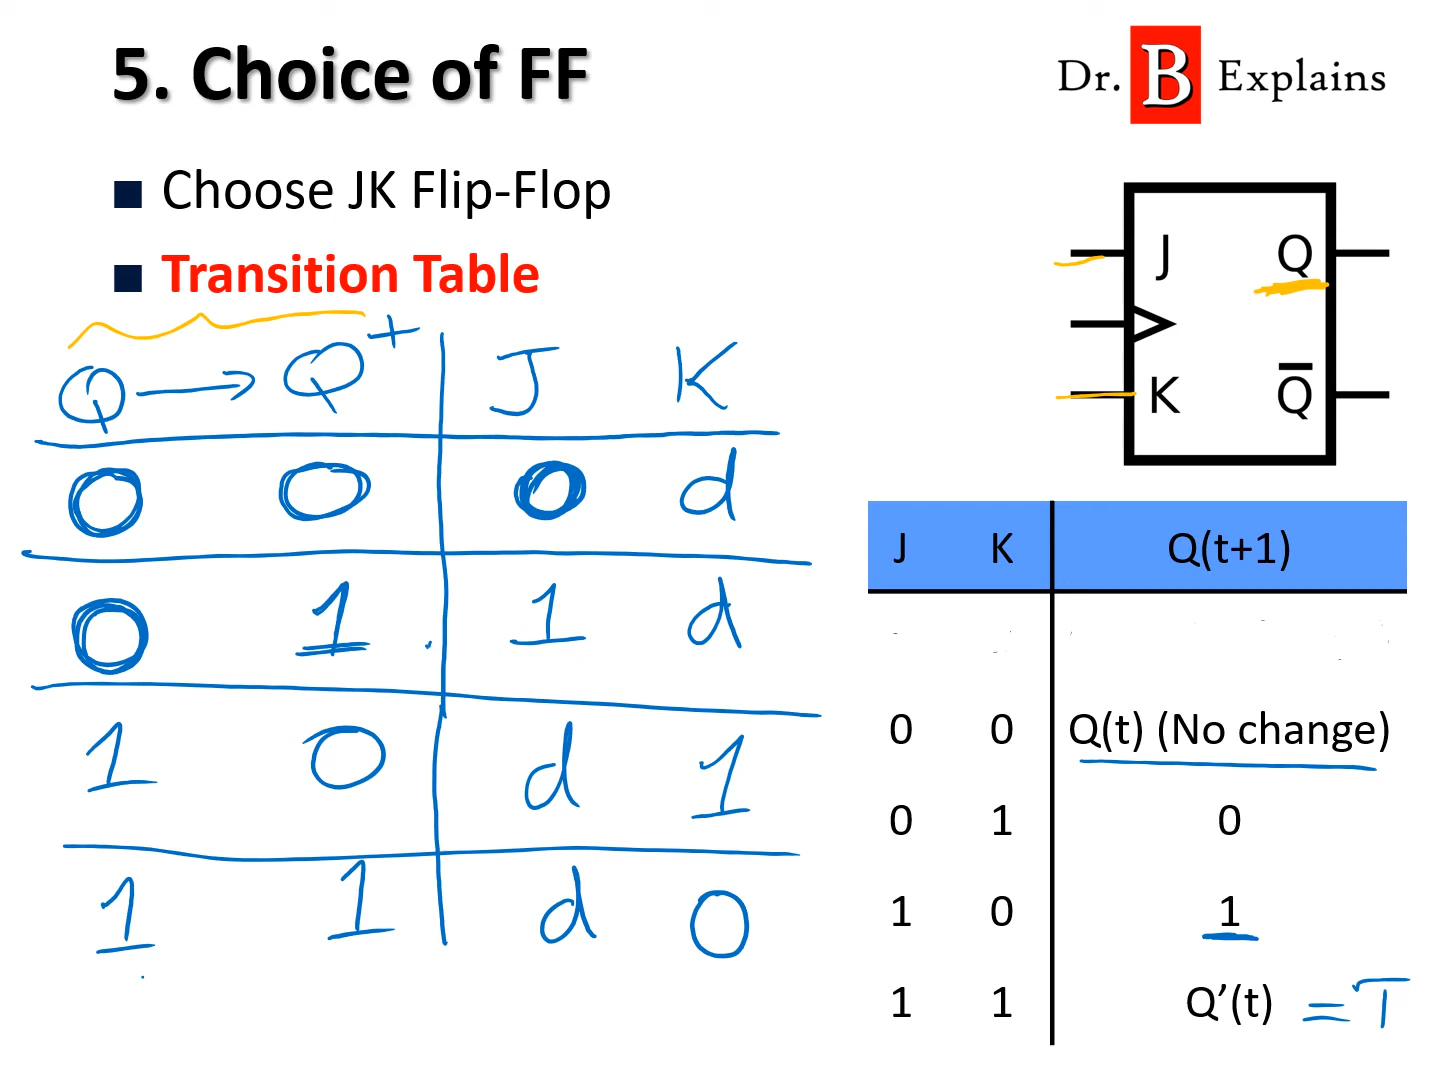 5. Choice of FF
Dr. B Explains
Choose JK Flip-Flop
Transition Table
Q → Q+ J K
0 0 0 d
0 1 1 d
1 0 d 1
1 1 d 0
J Q
K Q̅
J K Q(t+1)
0 0 Q(t) (No change)
0 1 0
1 0 1
1 1 Q’(t) = T